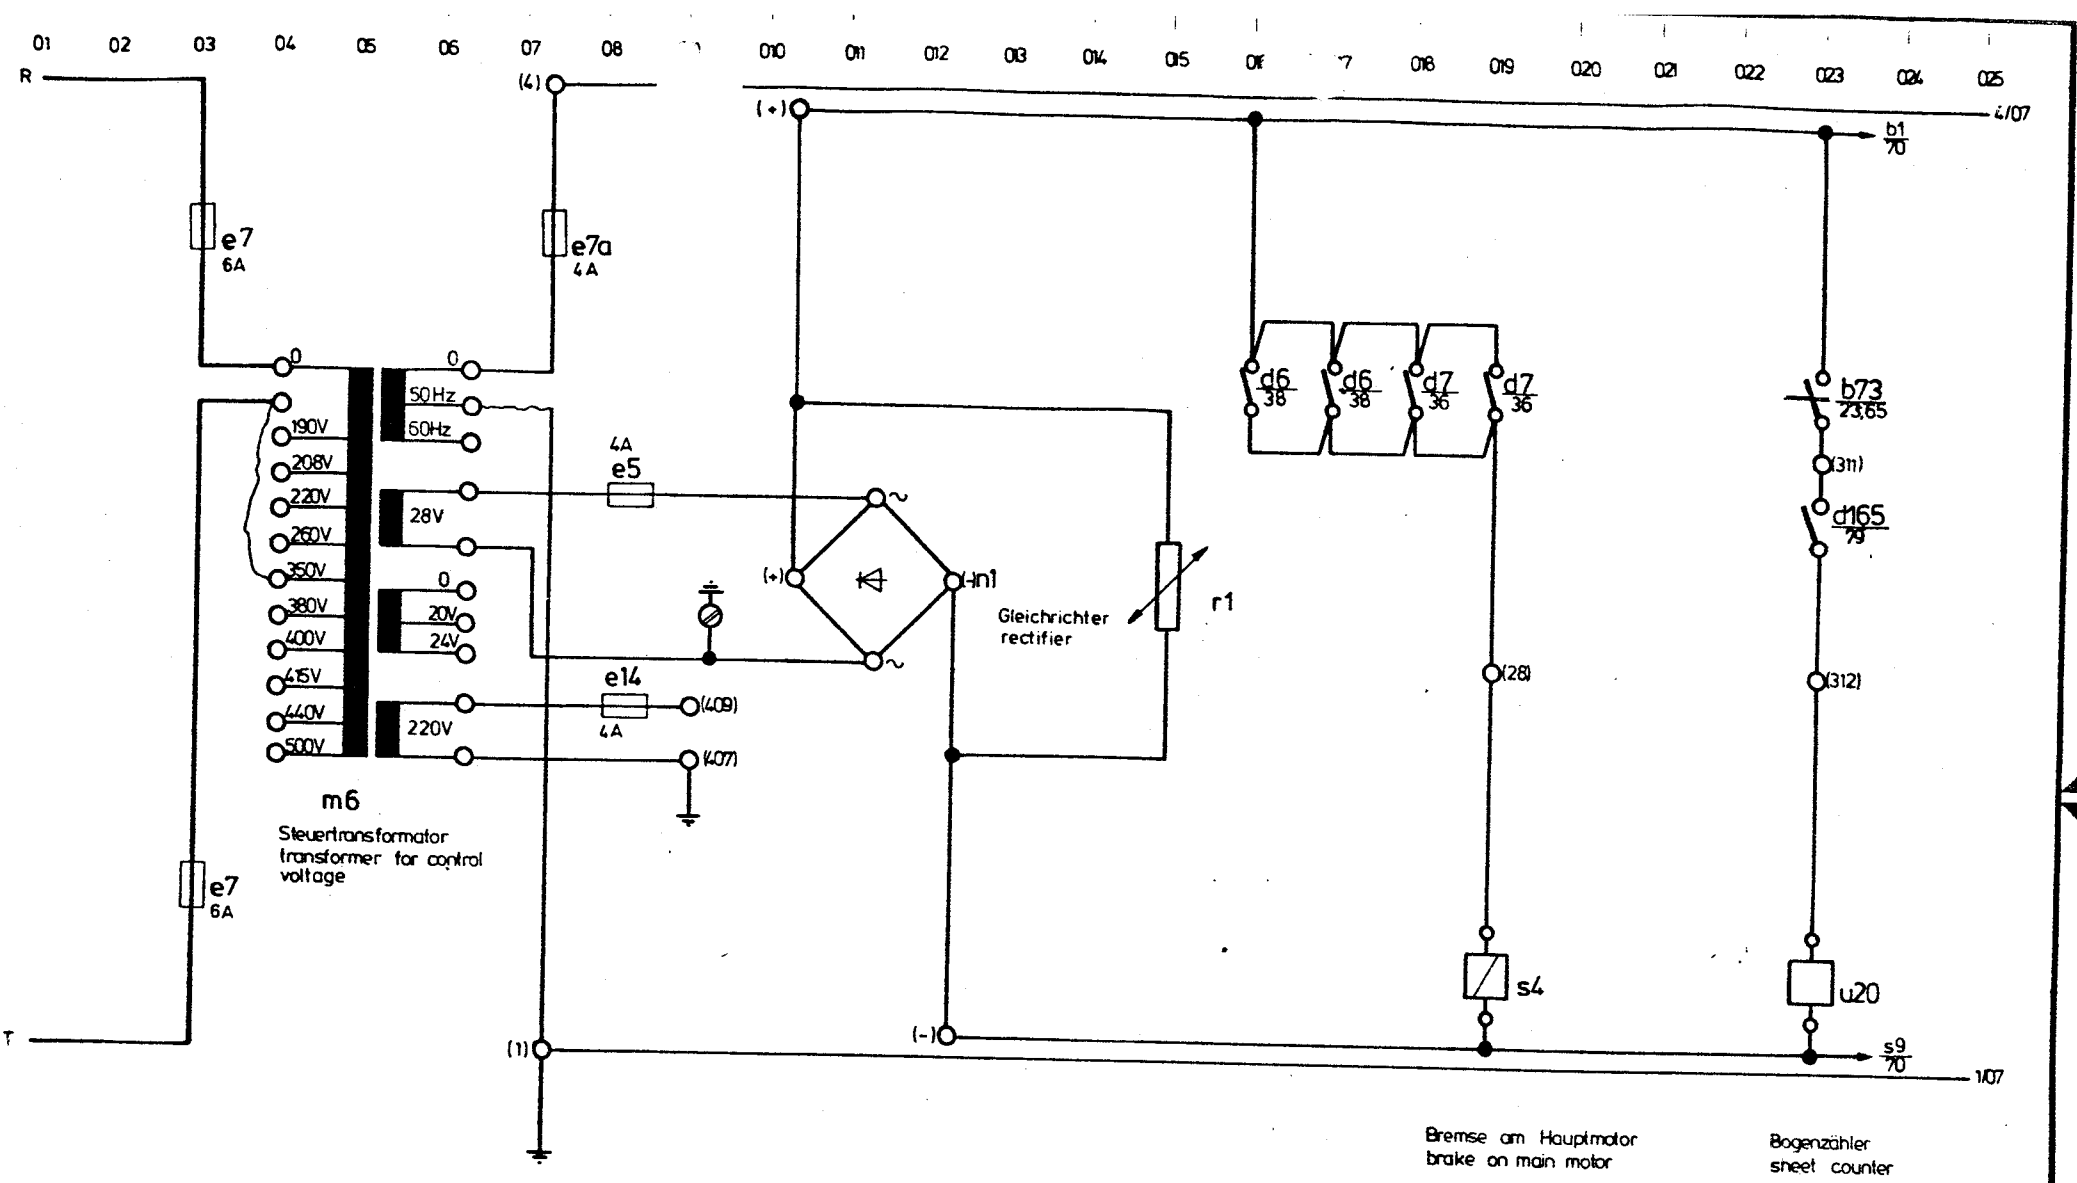 01 02 03 04 05 06 07 08 010 011 012 013 014 015 018 019 020 021 022 023 024 025
R
(4)
(+)
4/07
b1
70
e7
6A
e7a
4A
0
190V
208V
220V
260V
350V
380V
400V
415V
440V
500V
0
50Hz
60Hz
28V
0
20V
24V
220V
m6
Steuertransformator
transformer for control
voltage
4A
e5
e14
4A
(409)
(407)
~
(+)
(-)n1
~
Gleichrichter
rectifier
r1
d6
38
d6
38
d7
36
d7
36
b73
23,65
(311)
d165
79
(28)
(312)
e7
6A
T
(1)
(-)
s4
u20
s9
70
1/07
Bremse am Hauptmotor
brake on main motor
Bogenzähler
sheet counter